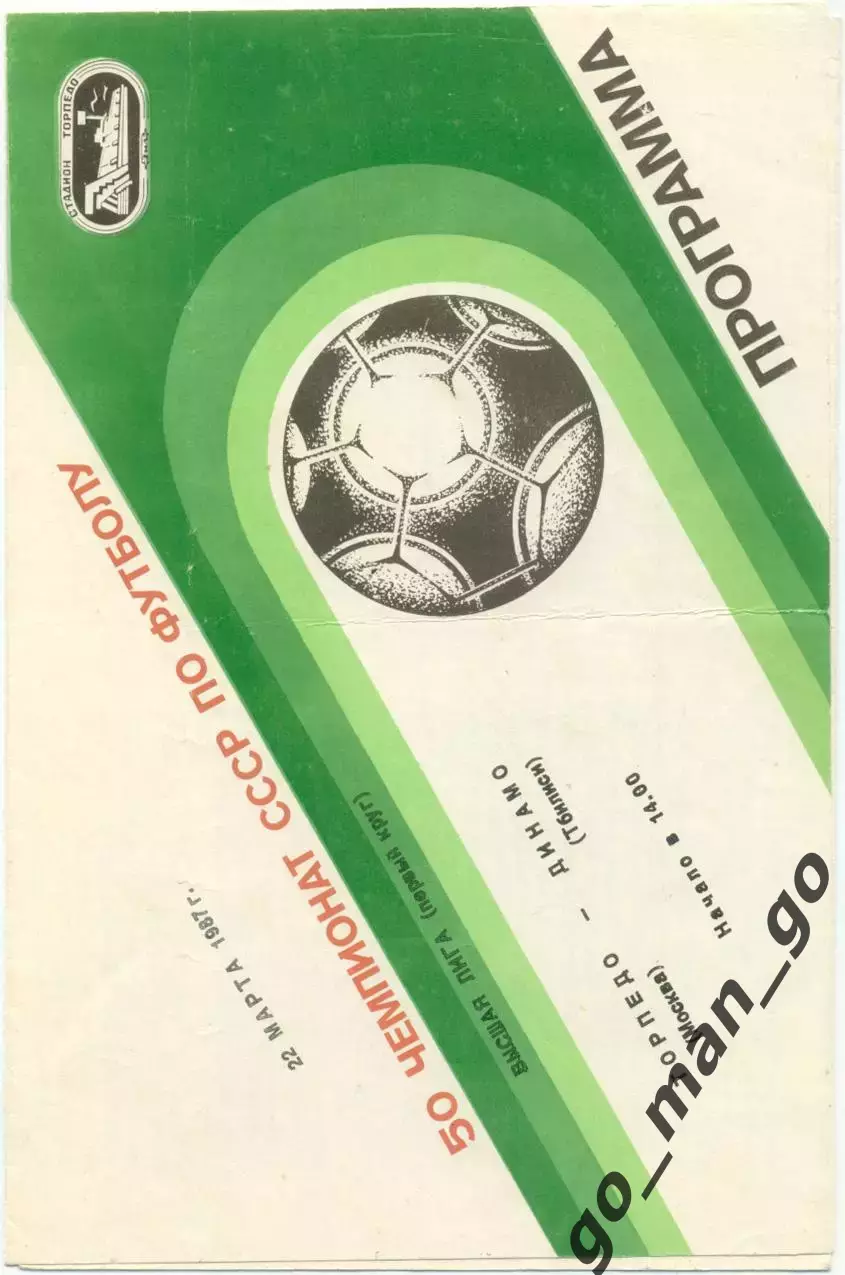 СТАДИОН ТОРПЕДО
ПРОГРАММА
50 ЧЕМПИОНАТ СССР ПО ФУТБОЛУ
22 МАРТА 1987г.
ВЫСШАЯ ЛИГА (первый круг)
ТОРПЕДО — ДИНАМО
(Москва) (Тбилиси)
Начало в 14.00
go_man_go